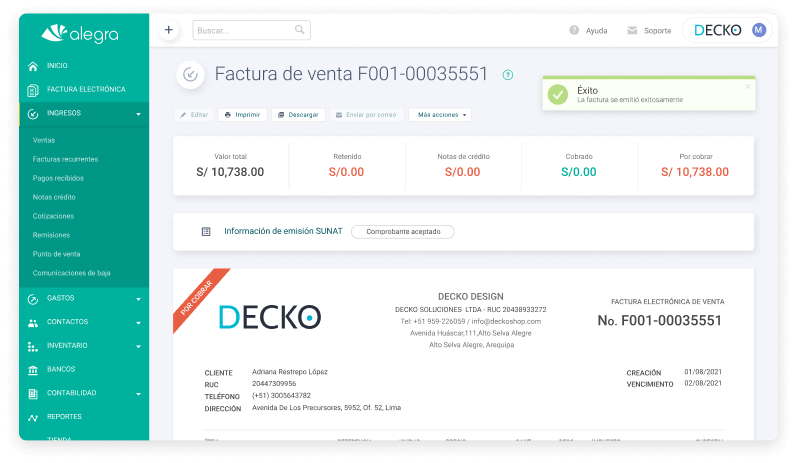 alegra
Buscar...
Ayuda
Soporte
DECKO
M
INICIO
FACTURA ELECTRÓNICA
INGRESOS
Ventas
Facturas recurrentes
Pagos recibidos
Notas crédito
Cotizaciones
Remisiones
Punto de venta
Comunicaciones de baja
GASTOS
CONTACTOS
INVENTARIO
BANCOS
CONTABILIDAD
REPORTES
TIENDA
Factura de venta F001-00035551
Éxito
La factura se emitió exitosamente
Editar
Imprimir
Descargar
Enviar por correo
Más acciones
Valor total
S/ 10,738.00
Retenido
S/0.00
Notas de crédito
S/0.00
Cobrado
S/0.00
Por cobrar
S/ 10,738.00
Información de emisión SUNAT
Comprobante aceptado
POR COBRAR
DECKO
DECKO DESIGN
DECKO SOLUCIONES LTDA - RUC 20438933272
Tel: +51 959-226059 / info@deckoshop.com
Avenida Huáscar,111,Alto Selva Alegre
Alto Selva Alegre, Arequipa
FACTURA ELECTRÓNICA DE VENTA
No. F001-00035551
CLIENTE Adriana Restrepo López
RUC 20447309956
TELÉFONO (+51) 3005643782
DIRECCIÓN Avenida De Los Precursores, 5952, Of. 52, Lima
CREACIÓN 01/08/2021
VENCIMIENTO 02/08/2021